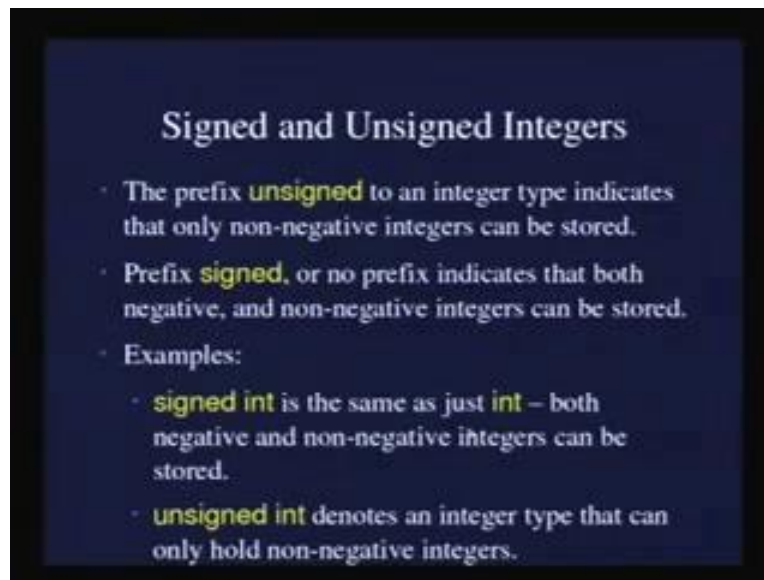 Signed and Unsigned Integers
· The prefix unsigned to an integer type indicates
that only non-negative integers can be stored.
· Prefix signed, or no prefix indicates that both
negative, and non-negative integers can be stored.
· Examples:
· signed int is the same as just int – both
negative and non-negative integers can be
stored.
· unsigned int denotes an integer type that can
only hold non-negative integers.